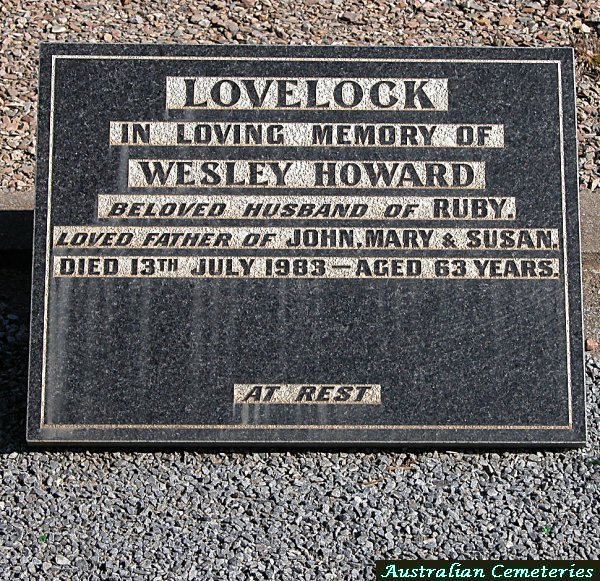 LOVELOCK
IN LOVING MEMORY OF
WESLEY HOWARD
BELOVED HUSBAND OF RUBY.
LOVED FATHER OF JOHN, MARY & SUSAN.
DIED 13TH JULY 1983 — AGED 63 YEARS.
AT REST
Australian Cemeteries